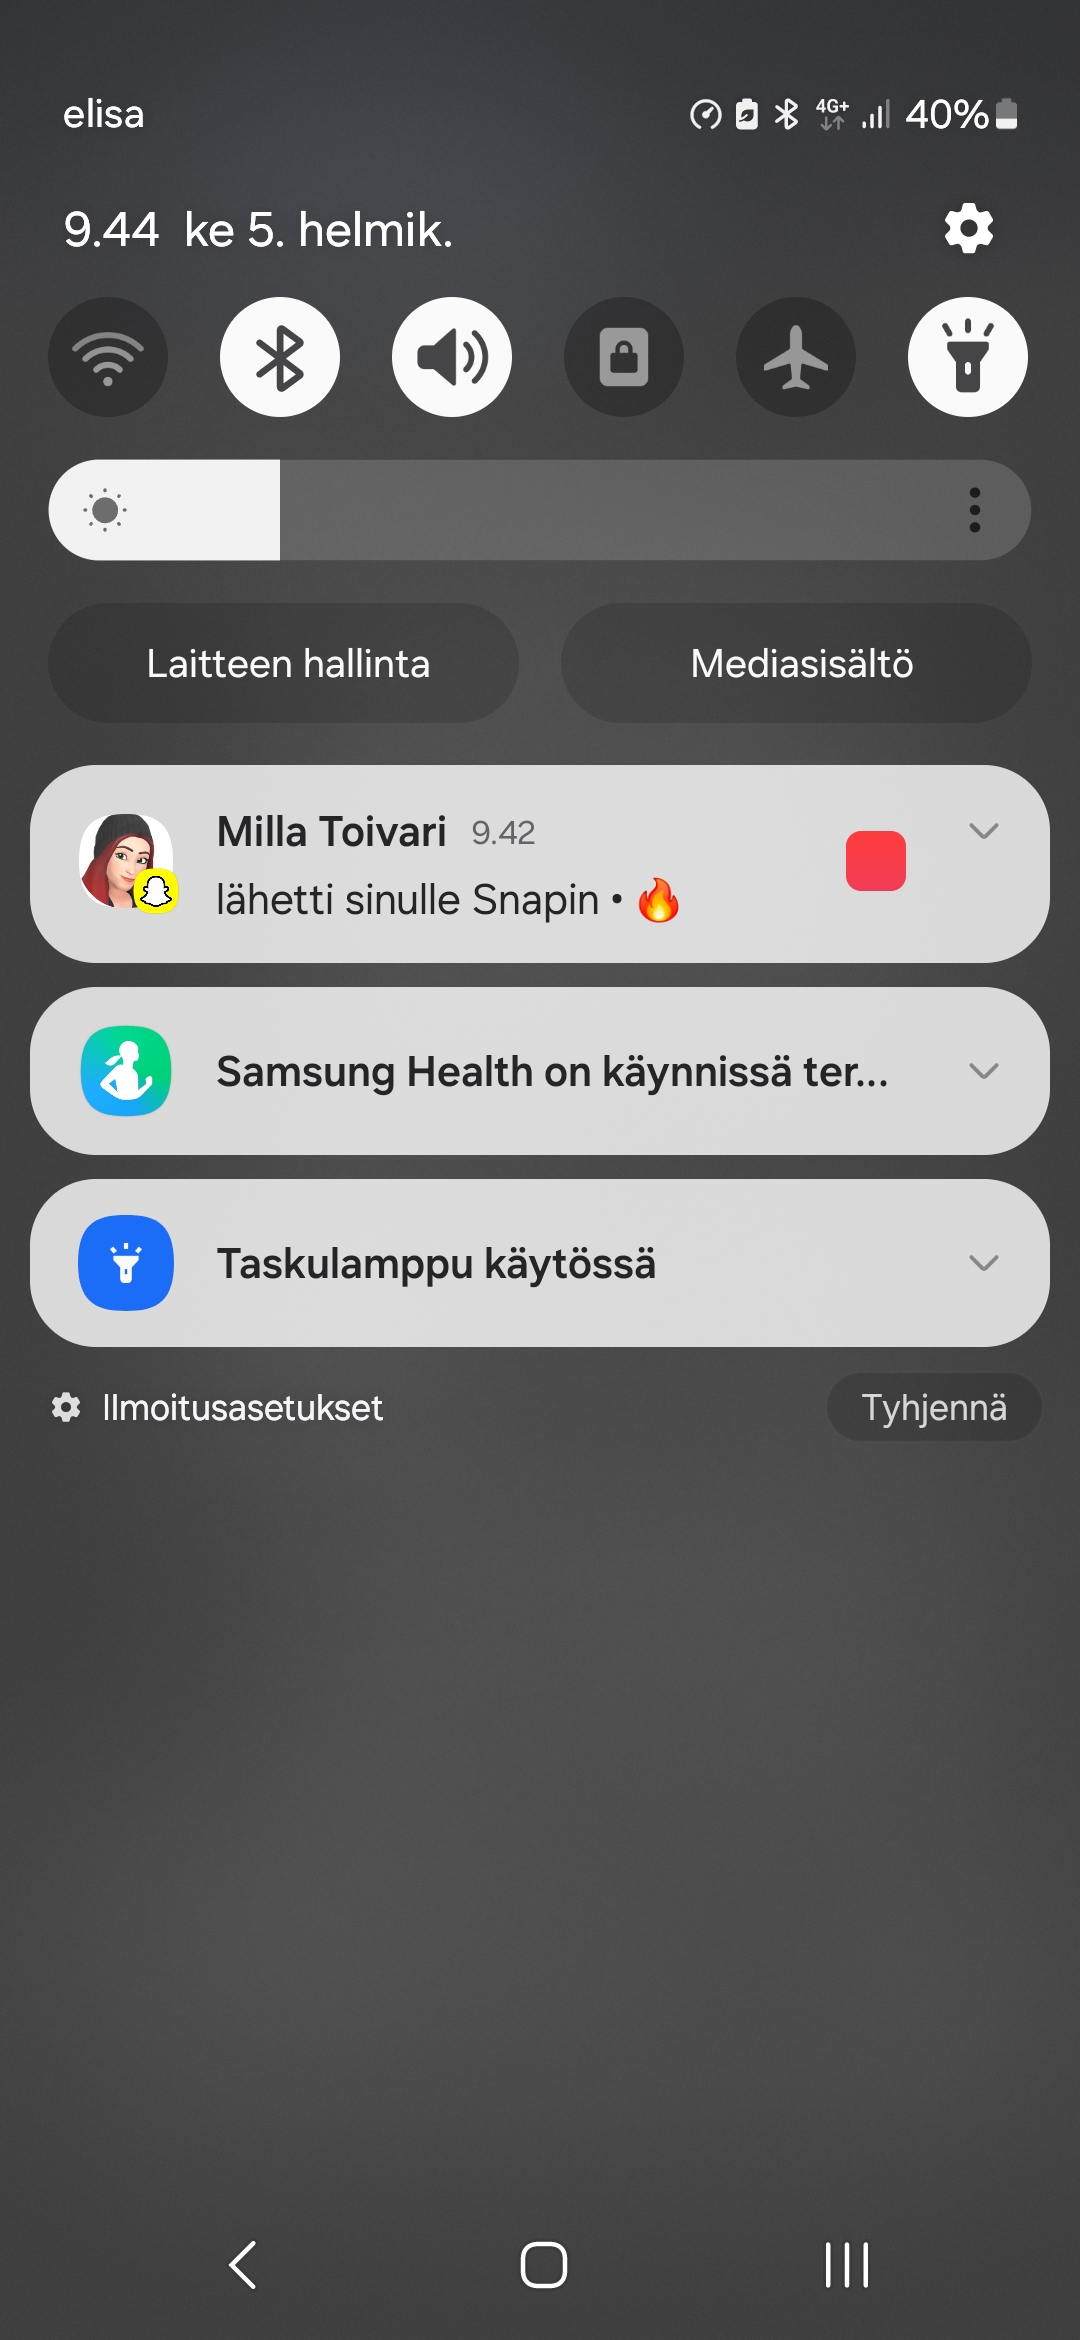 elisa 4G+ 40%
9.44 ke 5. helmik.
Laitteen hallinta Mediasisältö
Milla Toivari 9.42
lähetti sinulle Snapin • 🔥
Samsung Health on käynnissä ter...
Taskulamppu käytössä
Ilmoitusasetukset Tyhjennä